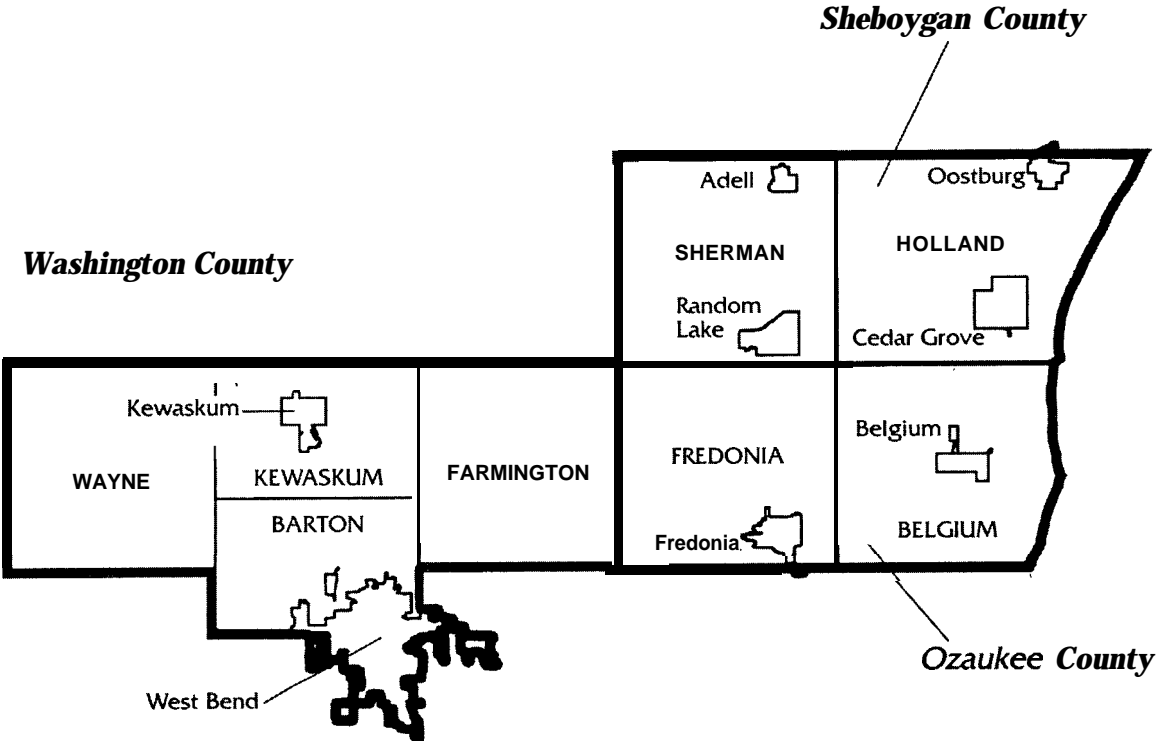 Sheboygan County
Adell
Oostburg
SHERMAN
HOLLAND
Washington County
Random
Lake
Cedar Grove
Kewaskum
Belgium
WAYNE
KEWASKUM
FARMINGTON
FREDONIA
BARTON
Fredonia
BELGIUM
Ozaukee County
West Bend